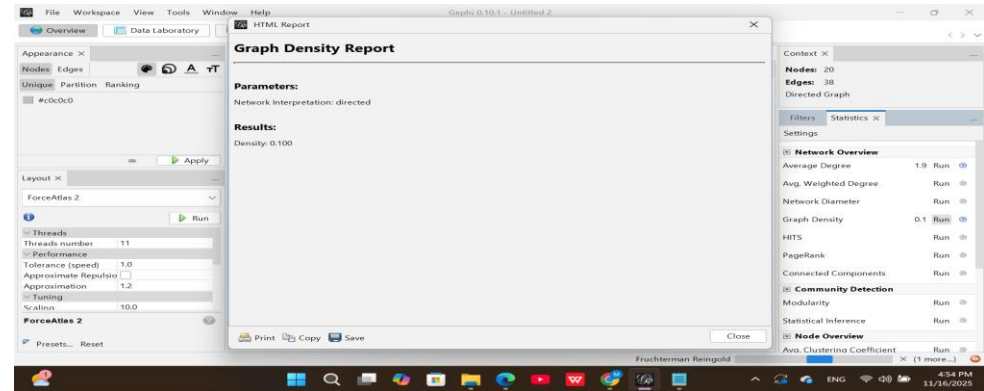 File Workspace View Tools Window Help Gephi 0.10.1 - Untitled 2
Overview Data Laboratory
HTML Report
Graph Density Report
Parameters:
Network Interpretation: directed
Results:
Density: 0.100
Print Copy Save Close
Appearance
Nodes Edges
Unique Partition Ranking
#c0c0c0
Apply
Layout
ForceAtlas 2
Run
Threads
Threads number 11
Performance
Tolerance (speed) 1.0
Approximate Repulsio
Approximation 1.2
Tuning
Scaling 10.0
ForceAtlas 2
Presets... Reset
Context
Nodes: 20
Edges: 38
Directed Graph
Filters Statistics
Settings
Network Overview
Average Degree 1.9 Run
Avg. Weighted Degree Run
Network Diameter Run
Graph Density 0.1 Run
HITS Run
PageRank Run
Connected Components Run
Community Detection
Modularity Run
Statistical Inference Run
Node Overview
Avg. Clustering Coefficient Run
Fruchterman Reingold (1 more...)
ENG 4:54 PM
11/16/2025